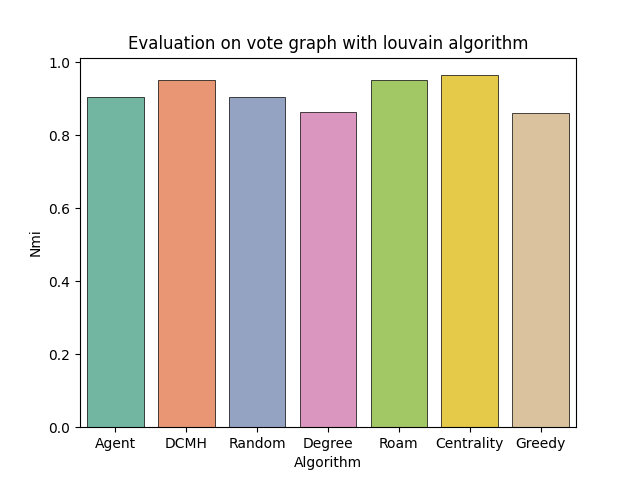 Evaluation on vote graph with louvain algorithm
1.0
0.8
0.6
0.4
0.2
0.0
Nmi
Agent DCMH Random Degree Roam Centrality Greedy
Algorithm